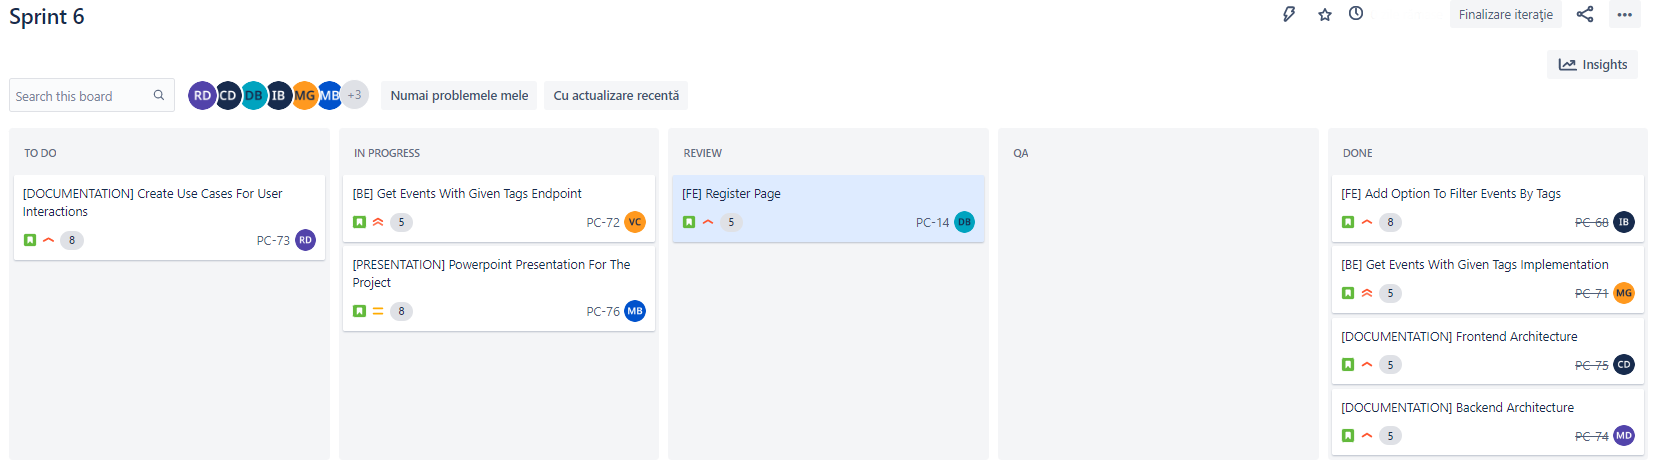 Sprint 6
Finalizare iterație
Insights
Search this board
RD CD DB IB MG MB +3
Numai problemele mele
Cu actualizare recentă
TO DO
[DOCUMENTATION] Create Use Cases For User
Interactions
8 PC-73 RD
IN PROGRESS
[BE] Get Events With Given Tags Endpoint
5 PC-72 VC
[PRESENTATION] Powerpoint Presentation For The
Project
8 PC-76 MB
REVIEW
[FE] Register Page
5 PC-14 DB
QA
DONE
[FE] Add Option To Filter Events By Tags
8 PC-68 IB
[BE] Get Events With Given Tags Implementation
5 PC-71 MG
[DOCUMENTATION] Frontend Architecture
5 PC-75 CD
[DOCUMENTATION] Backend Architecture
5 PC-74 MD